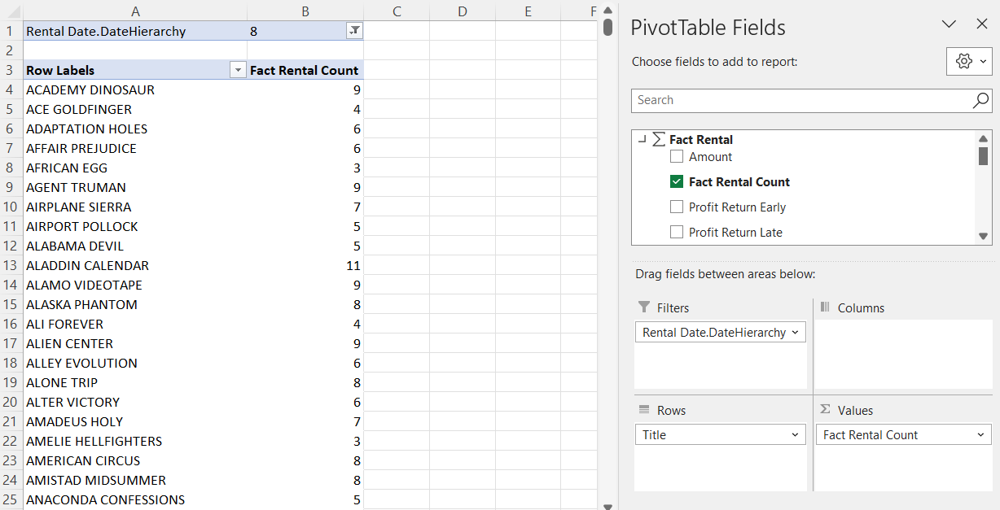 A B C D E F
1 Rental Date.DateHierarchy 8
2
3 Row Labels Fact Rental Count
4 ACADEMY DINOSAUR 9
5 ACE GOLDFINGER 4
6 ADAPTATION HOLES 6
7 AFFAIR PREJUDICE 6
8 AFRICAN EGG 3
9 AGENT TRUMAN 9
10 AIRPLANE SIERRA 7
11 AIRPORT POLLOCK 5
12 ALABAMA DEVIL 5
13 ALADDIN CALENDAR 11
14 ALAMO VIDEOTAPE 9
15 ALASKA PHANTOM 8
16 ALI FOREVER 4
17 ALIEN CENTER 9
18 ALLEY EVOLUTION 6
19 ALONE TRIP 8
20 ALTER VICTORY 6
21 AMADEUS HOLY 7
22 AMELIE HELLFIGHTERS 3
23 AMERICAN CIRCUS 8
24 AMISTAD MIDSUMMER 8
25 ANACONDA CONFESSIONS 5
PivotTable Fields
Choose fields to add to report:
Search
Fact Rental
Amount
Fact Rental Count
Profit Return Early
Profit Return Late
Drag fields between areas below:
Filters
Rental Date.DateHierarchy
Columns
Rows
Title
Values
Fact Rental Count